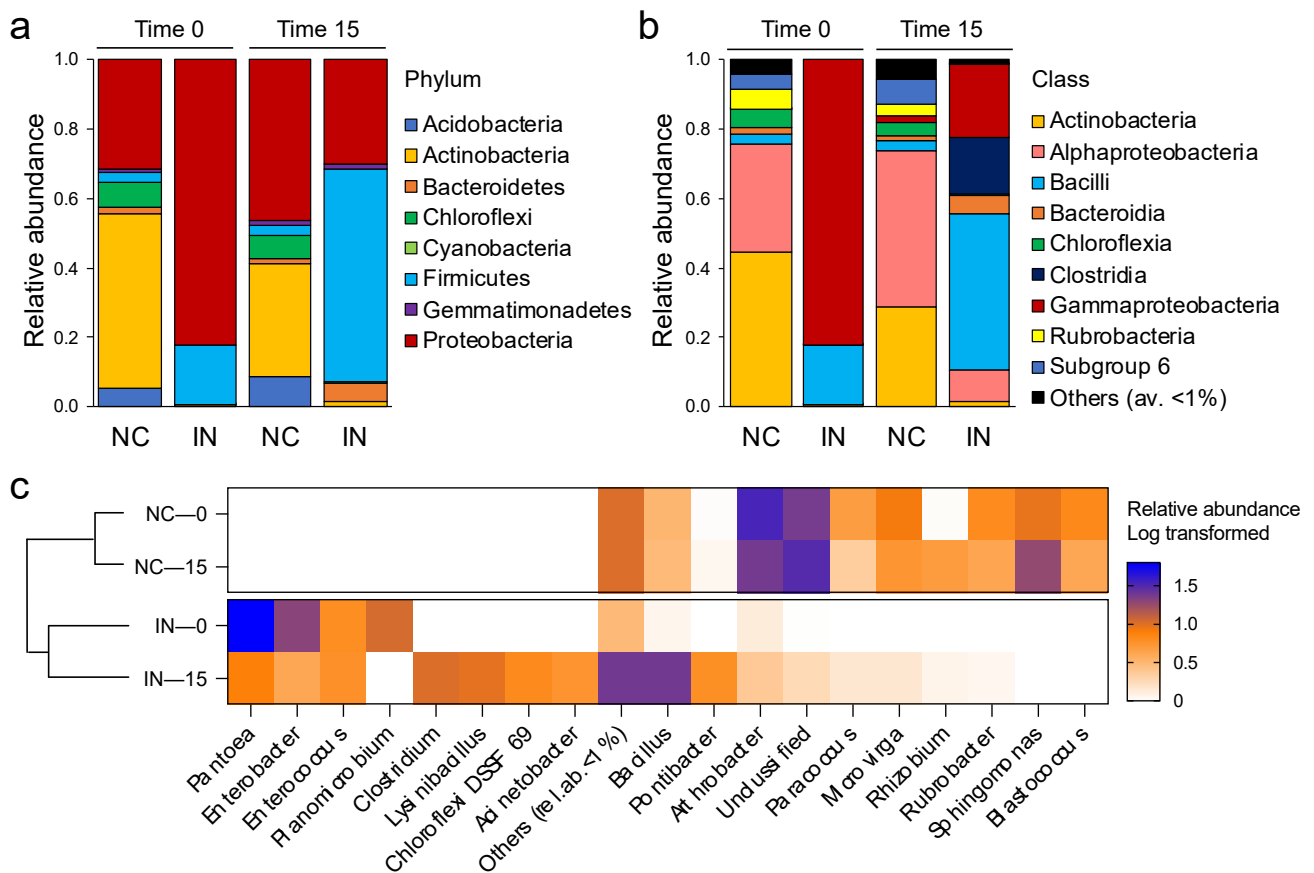 a
Time 0 Time 15
1.0
0.8
0.6
0.4
0.2
0.0
Relative abundance
NC IN NC IN
Phylum
Acidobacteria
Actinobacteria
Bacteroidetes
Chloroflexi
Cyanobacteria
Firmicutes
Gemmatimonadetes
Proteobacteria
b
Time 0 Time 15
1.0
0.8
0.6
0.4
0.2
0.0
Relative abundance
NC IN NC IN
Class
Actinobacteria
Alphaproteobacteria
Bacilli
Bacteroidia
Chloroflexia
Clostridia
Gammaproteobacteria
Rubrobacteria
Subgroup 6
Others (av. <1%)
c
NC—0
NC—15
IN—0
IN—15
Pantoea
Enterobacter
Enterococcus
Planomicrobium
Clostridium
Lysinibacillus
Chloroflexi DSSF 69
Acinetobacter
Others (rel.ab.<1%)
Bacillus
Pontibacter
Arthrobacter
Undussified
Paracoccus
Microvirga
Rhizobium
Rubrobacter
Sphingomonas
Blastococcus
Relative abundance
Log transformed
1.5
1.0
0.5
0